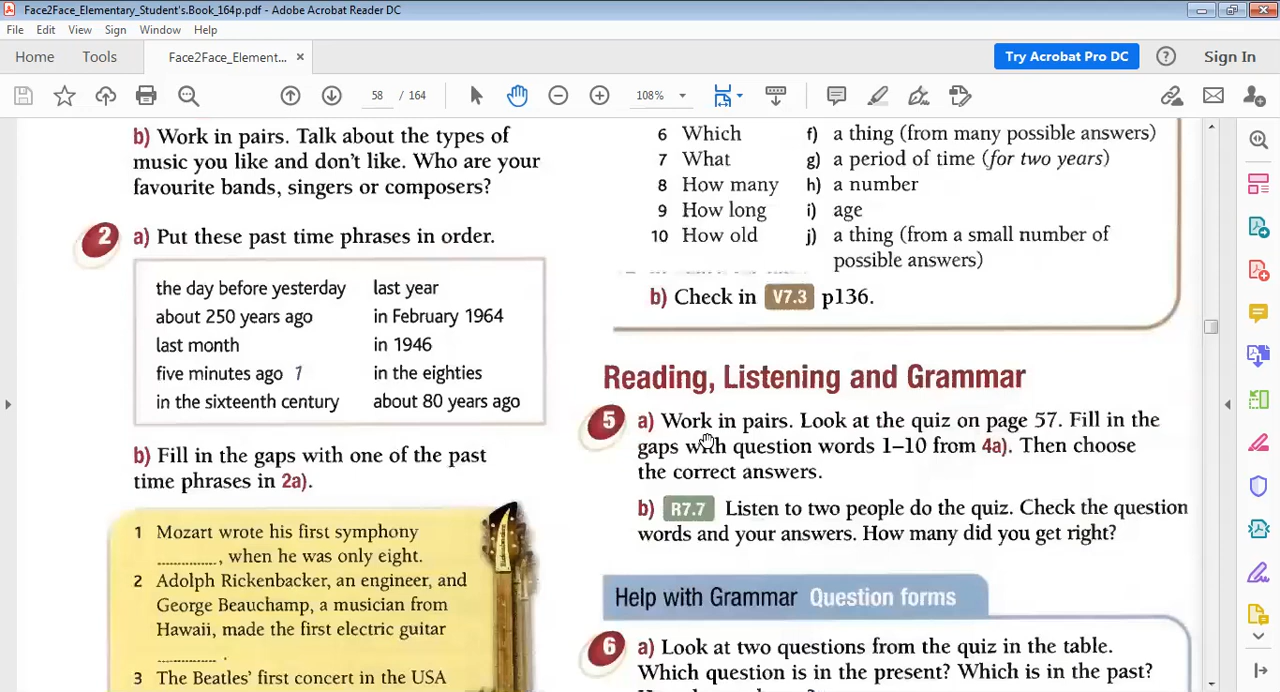 Face2Face_Elementary_Student's.Book_164p.pdf - Adobe Acrobat Reader DC
File Edit View Sign Window Help
Home Tools Face2Face_Element... × Try Acrobat Pro DC ? Sign In
58 / 164 108%
b) Work in pairs. Talk about the types of
music you like and don't like. Who are your
favourite bands, singers or composers?
2 a) Put these past time phrases in order.
the day before yesterday last year
about 250 years ago in February 1964
last month in 1946
five minutes ago 1 in the eighties
in the sixteenth century about 80 years ago
b) Fill in the gaps with one of the past
time phrases in 2a).
1 Mozart wrote his first symphony
..............., when he was only eight.
2 Adolph Rickenbacker, an engineer, and
George Beauchamp, a musician from
Hawaii, made the first electric guitar
............... .
3 The Beatles' first concert in the USA
6 Which f) a thing (from many possible answers)
7 What g) a period of time (for two years)
8 How many h) a number
9 How long i) age
10 How old j) a thing (from a small number of
possible answers)
b) Check in V7.3 p136.
Reading, Listening and Grammar
5 a) Work in pairs. Look at the quiz on page 57. Fill in the
gaps with question words 1–10 from 4a). Then choose
the correct answers.
b) R7.7 Listen to two people do the quiz. Check the question
words and your answers. How many did you get right?
Help with Grammar Question forms
6 a) Look at two questions from the quiz in the table.
Which question is in the present? Which is in the past?